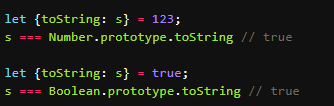 let {toString: s} = 123;
s === Number.prototype.toString // true
let {toString: s} = true;
s === Boolean.prototype.toString // true